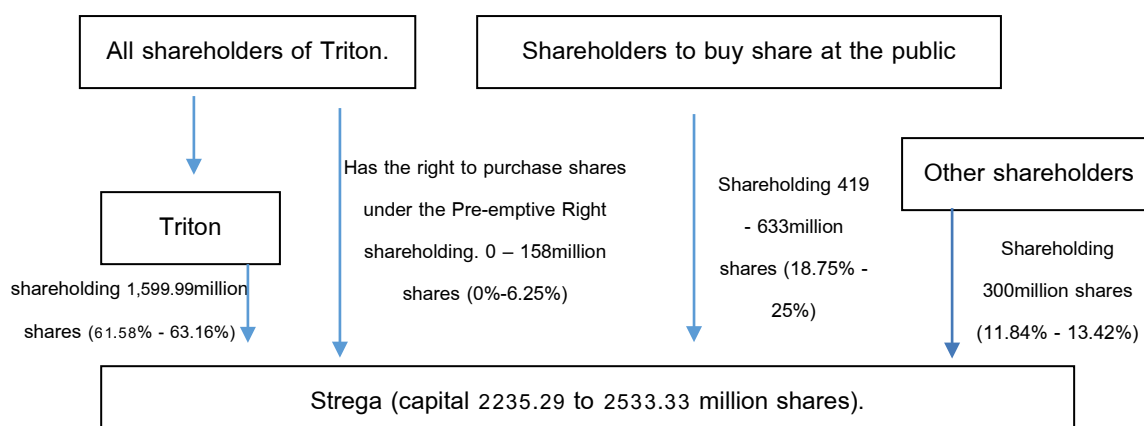 All shareholders of Triton.
Shareholders to buy share at the public
Has the right to purchase shares
under the Pre-emptive Right
shareholding. 0 – 158million
shares (0%-6.25%)
Shareholding 419
- 633million
shares (18.75% -
25%)
Other shareholders
Triton
shareholding 1,599.99million
shares (61.58% - 63.16%)
Shareholding
300million shares
(11.84% - 13.42%)
Strega (capital 2235.29 to 2533.33 million shares).